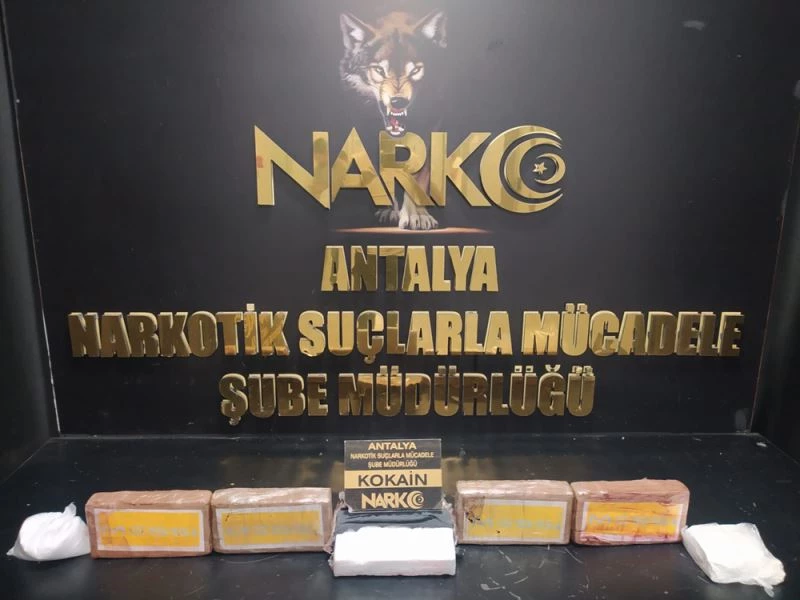 NARKO
ANTALYA
NARKOTİK SUÇLARLA MÜCADELE
ŞUBE MÜDÜRLÜĞÜ
ANTALYA
NARKOTİK SUÇLARLA MÜCADELE
ŞUBE MÜDÜRLÜĞÜ
KOKAİN
NARKO